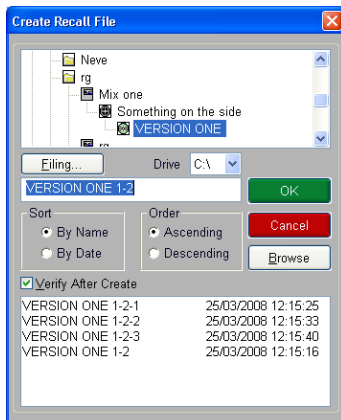 Create Recall File
Neve
rg
Mix one
Something on the side
VERSION ONE
Filing... Drive C:\
VERSION ONE 1-2 OK
Sort Order Cancel
By Name Ascending
By Date Descending Browse
Verify After Create
VERSION ONE 1-2-1 25/03/2008 12:15:25
VERSION ONE 1-2-2 25/03/2008 12:15:33
VERSION ONE 1-2-3 25/03/2008 12:15:40
VERSION ONE 1-2 25/03/2008 12:15:16